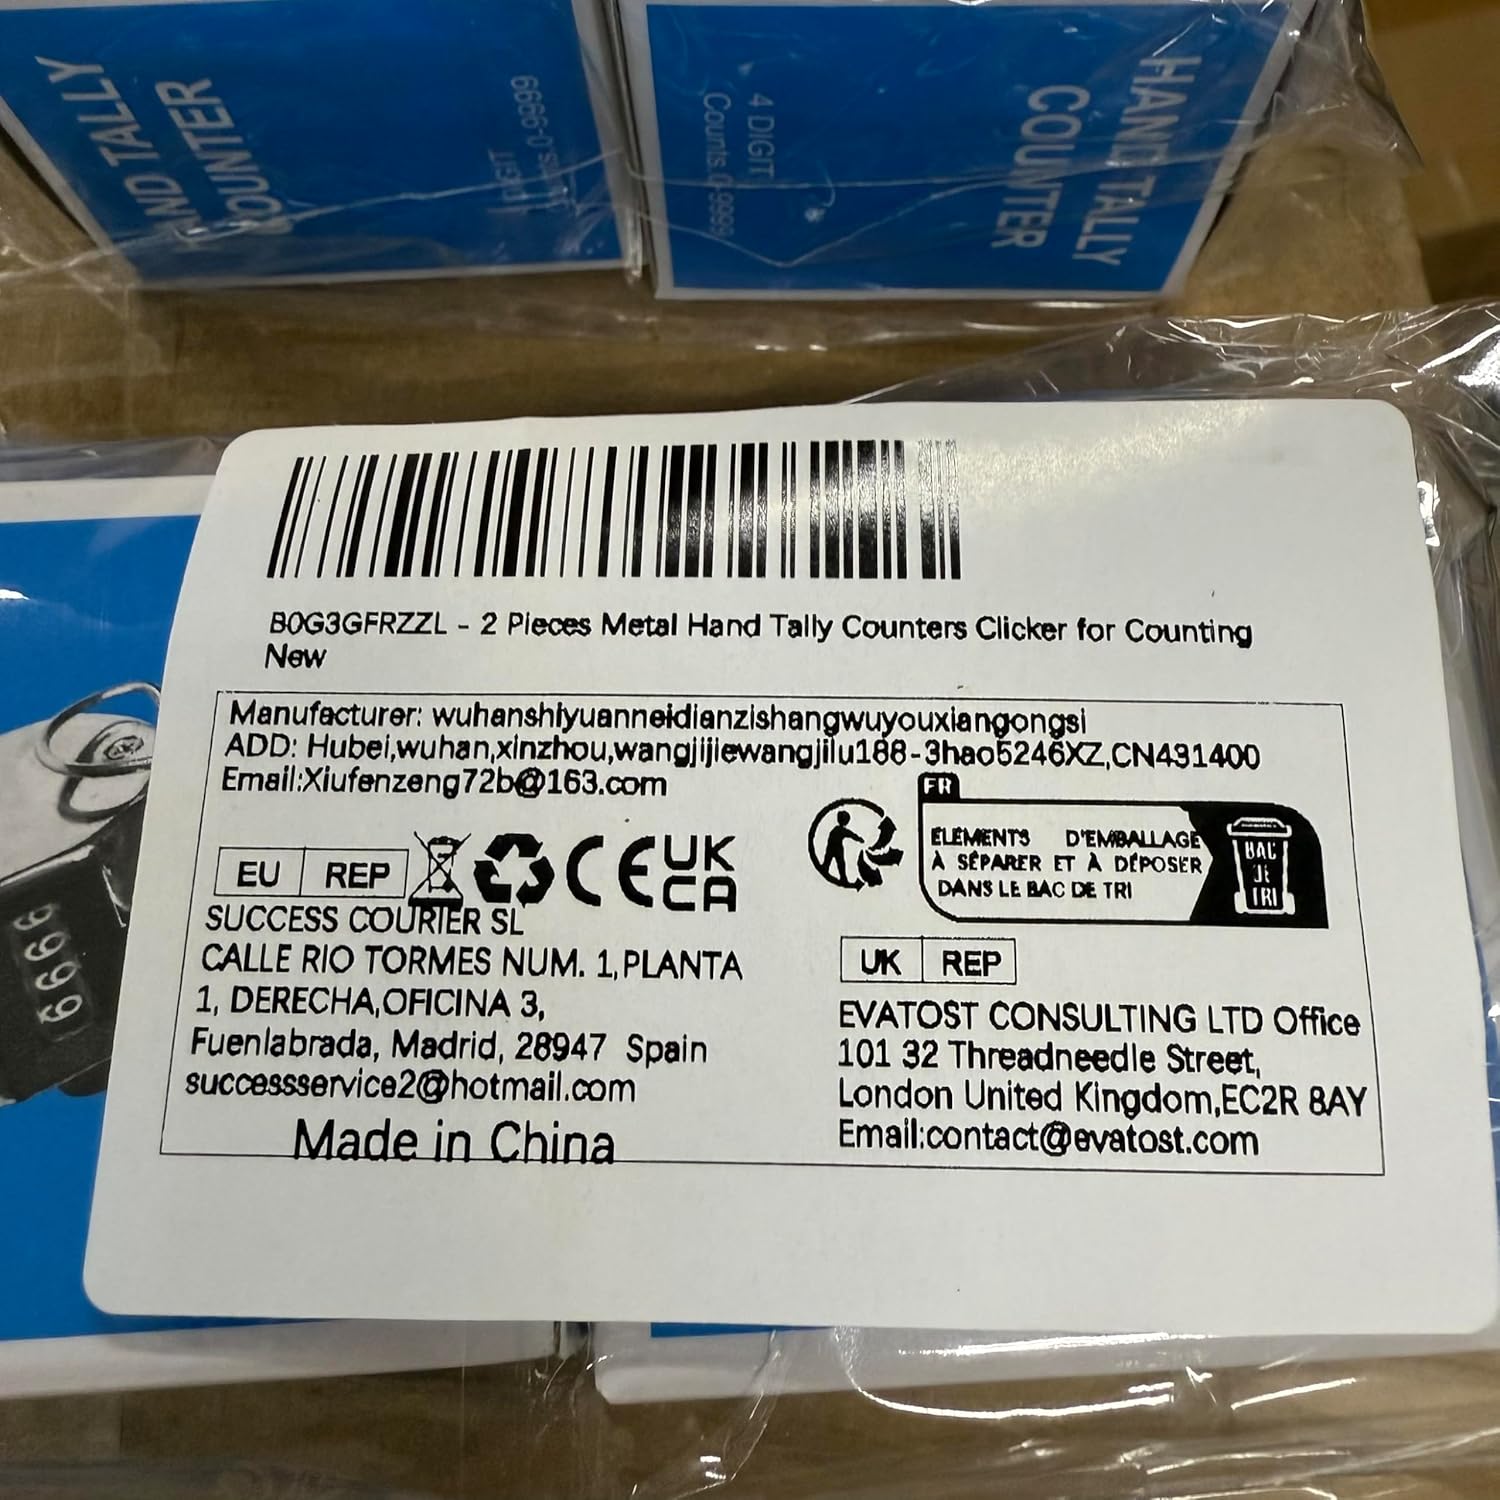 HAND TALLY
COUNTER
4 DIGIT
Counts.0-9999
HAND TALLY
COUNTER
4 DIGIT
Counts.0-9999
B0G3GFRZZL - 2 Pieces Metal Hand Tally Counters Clicker for Counting
New
Manufacturer: wuhanshiyuanneidianzishangwuyouxiangongsi
ADD: Hubei,wuhan,xinzhou,wangjijiewangjilu188-3hao5246XZ,CN431400
Email:Xiufenzeng72b@163.com
EU REP
CE
UK
CA
SUCCESS COURIER SL
CALLE RIO TORMES NUM. 1,PLANTA
1, DERECHA,OFICINA 3,
Fuenlabrada, Madrid, 28947 Spain
successservice2@hotmail.com
Made in China
FR
ÉLÉMENTS D'EMBALLAGE
À SÉPARER ET À DÉPOSER
DANS LE BAC DE TRI
BAC
DE
TRI
UK REP
EVATOST CONSULTING LTD Office
101 32 Threadneedle Street,
London United Kingdom,EC2R 8AY
Email:contact@evatost.com
9999